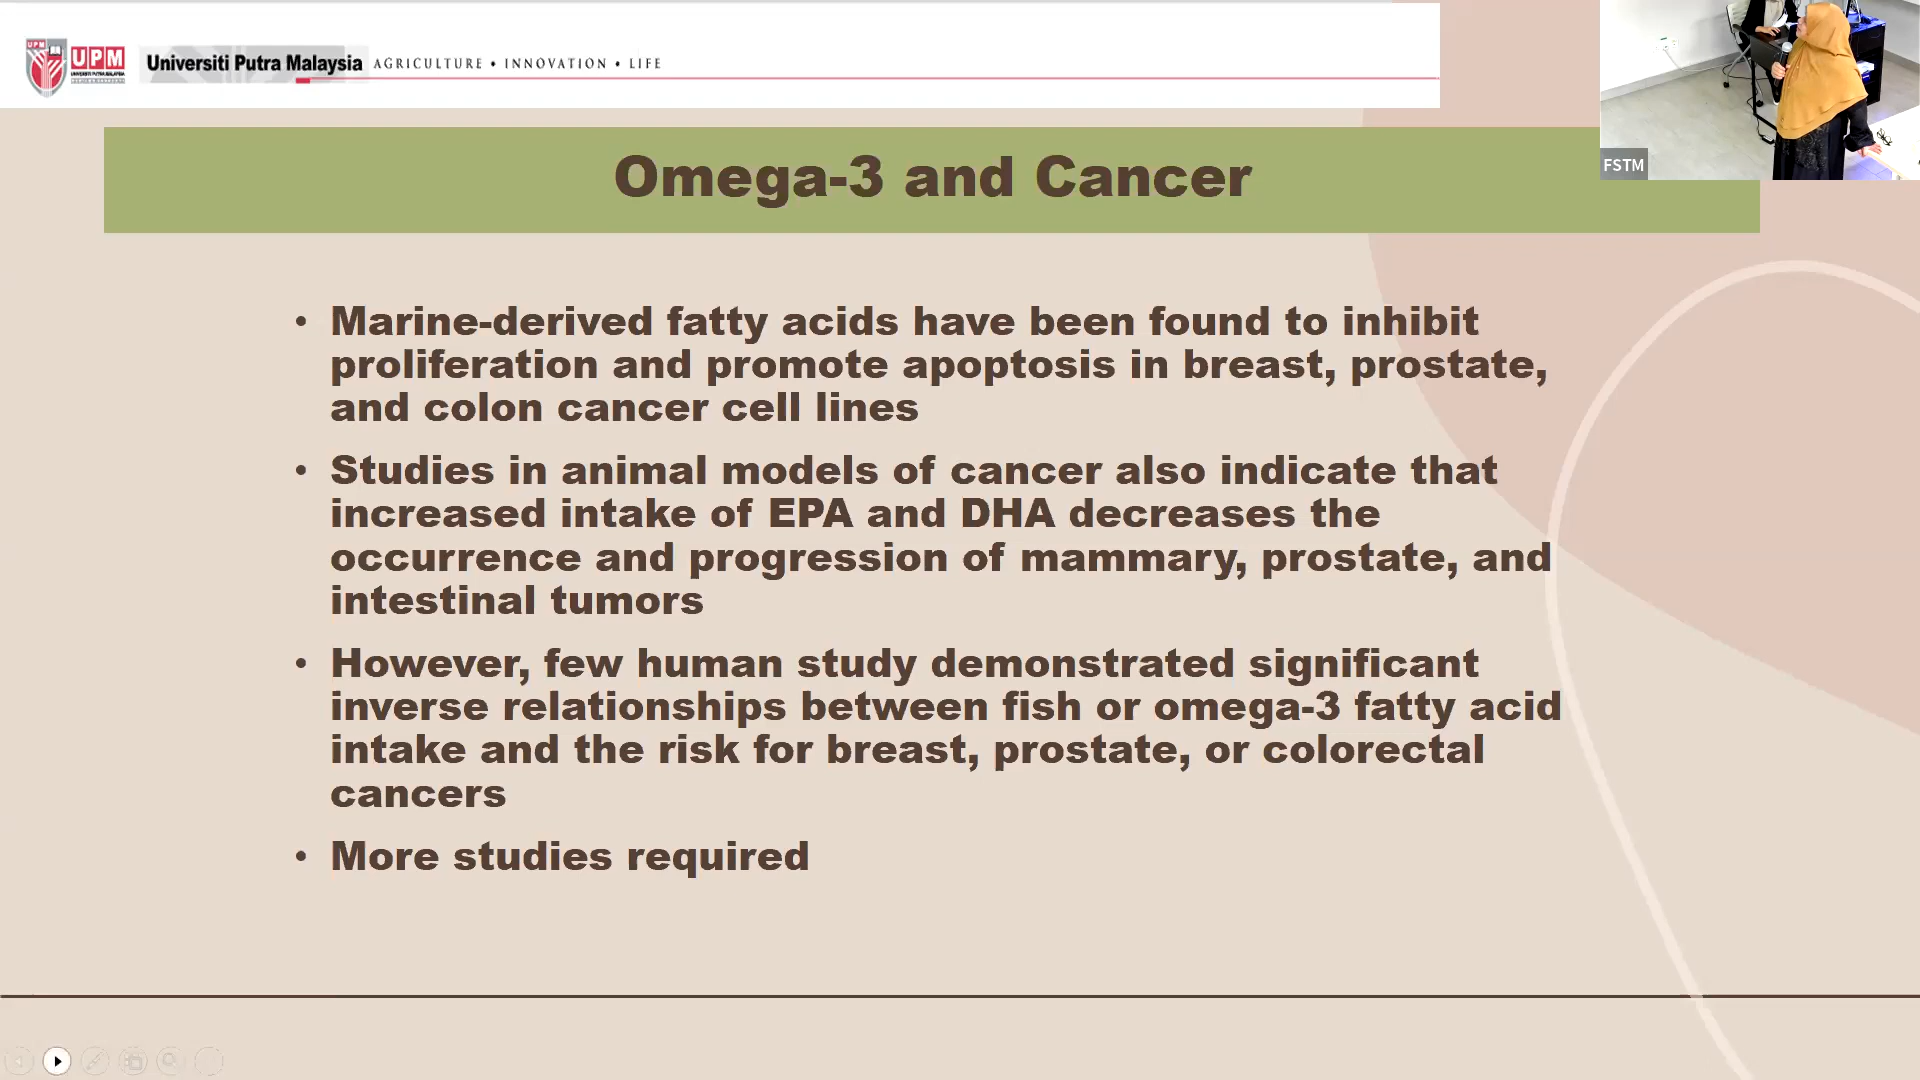 UPM
UPM
UNIVERSITI PUTRA MALAYSIA
Universiti Putra Malaysia
AGRICULTURE • INNOVATION • LIFE
FSTM
Omega-3 and Cancer
• Marine-derived fatty acids have been found to inhibit
proliferation and promote apoptosis in breast, prostate,
and colon cancer cell lines
• Studies in animal models of cancer also indicate that
increased intake of EPA and DHA decreases the
occurrence and progression of mammary, prostate, and
intestinal tumors
• However, few human study demonstrated significant
inverse relationships between fish or omega-3 fatty acid
intake and the risk for breast, prostate, or colorectal
cancers
• More studies required